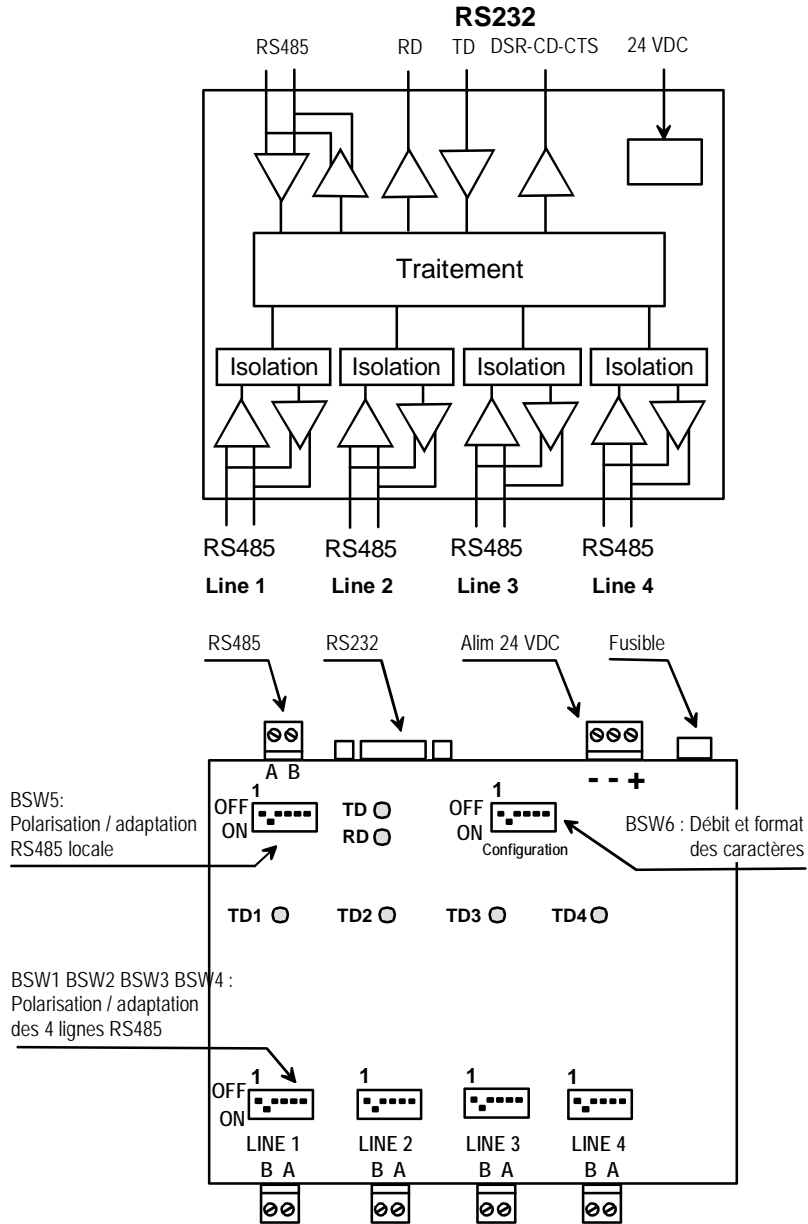 RS232
RS485 RD TD DSR-CD-CTS 24 VDC
Traitement
Isolation Isolation Isolation Isolation
RS485 RS485 RS485 RS485
Line 1 Line 2 Line 3 Line 4
RS485 RS232 Alim 24 VDC Fusible
A B
- - +
BSW5:
Polarisation / adaptation
RS485 locale
1
OFF
ON
TD
RD
1
OFF
ON
Configuration
BSW6 : Débit et format
des caractères
TD1 TD2 TD3 TD4
BSW1 BSW2 BSW3 BSW4 :
Polarisation / adaptation
des 4 lignes RS485
1 1 1 1
OFF
ON
LINE 1 LINE 2 LINE 3 LINE 4
B A B A B A B A